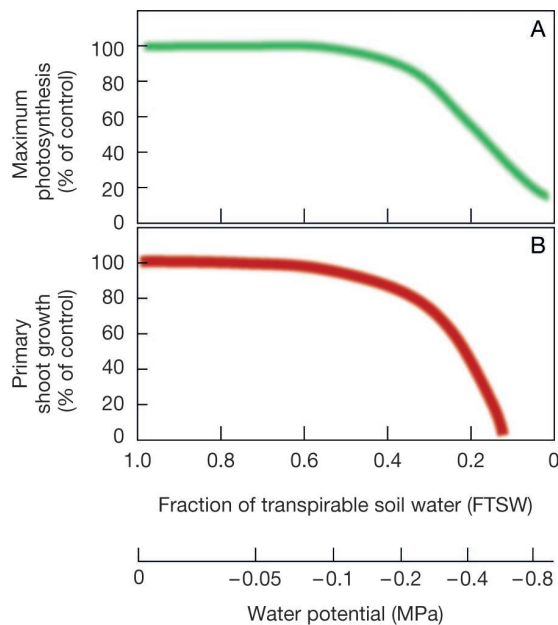 A
Maximum
photosynthesis
(% of control)
100
80
60
40
20
0
B
Primary
shoot growth
(% of control)
100
80
60
40
20
0
1.0 0.8 0.6 0.4 0.2 0
Fraction of transpirable soil water (FTSW)
0 −0.05 −0.1 −0.2 −0.4 −0.8
Water potential (MPa)